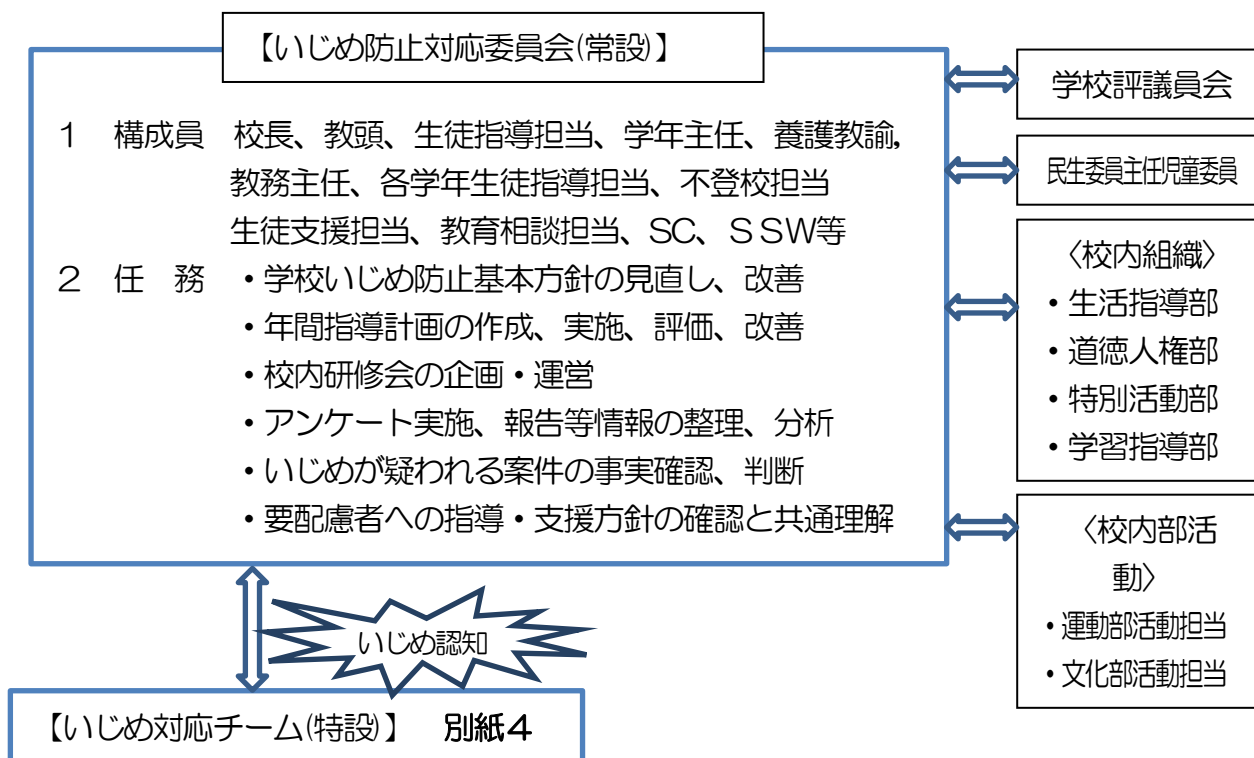 【いじめ防止対応委員会(常設)】
1 構成員 校長、教頭、生徒指導担当、学年主任、養護教諭,
教務主任、各学年生徒指導担当、不登校担当
生徒支援担当、教育相談担当、SC、ＳＳW等
2 任 務 ・学校いじめ防止基本方針の見直し、改善
・年間指導計画の作成、実施、評価、改善
・校内研修会の企画・運営
・アンケート実施、報告等情報の整理、分析
・いじめが疑われる案件の事実確認、判断
・要配慮者への指導・支援方針の確認と共通理解
学校評議員会
民生委員主任児童委員
〈校内組織〉
・生活指導部
・道徳人権部
・特別活動部
・学習指導部
〈校内部活
動〉
・運動部活動担当
・文化部活動担当
いじめ認知
【いじめ対応チーム(特設)】 別紙４